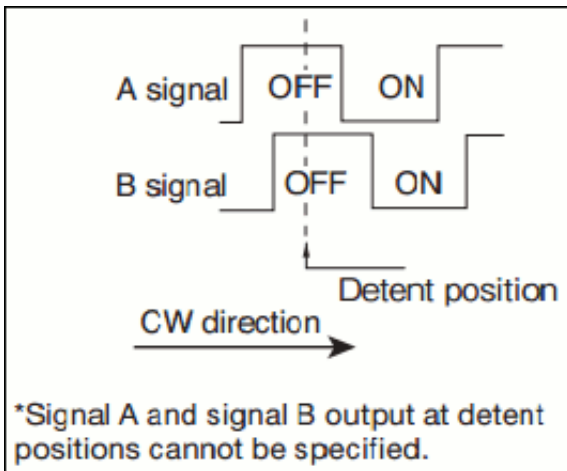 A signal OFF ON
B signal OFF ON
Detent position
CW direction
*Signal A and signal B output at detent
positions cannot be specified.